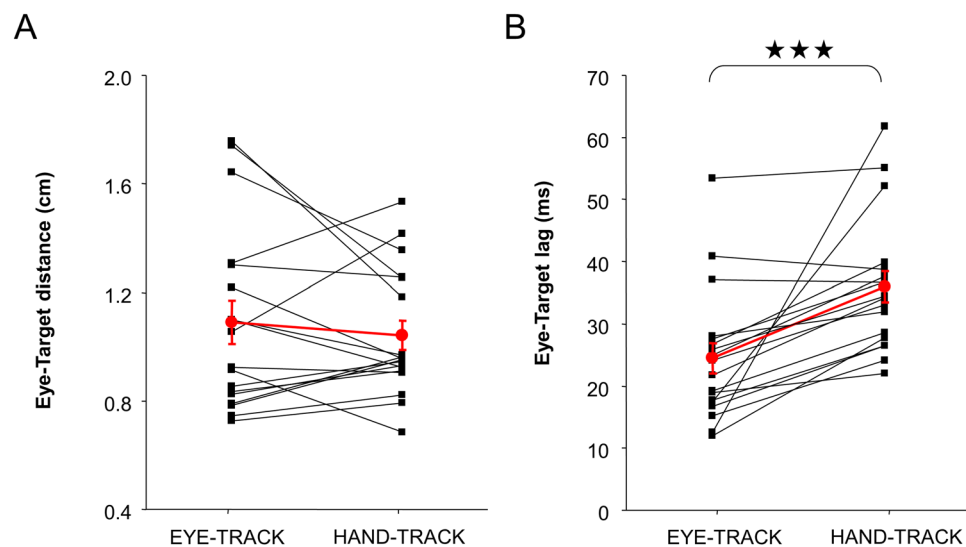 A
Eye-Target distance (cm)
2.0
1.6
1.2
0.8
0.4
EYE-TRACK
HAND-TRACK
B
★★★
Eye-Target lag (ms)
70
60
50
40
30
20
10
0
EYE-TRACK
HAND-TRACK